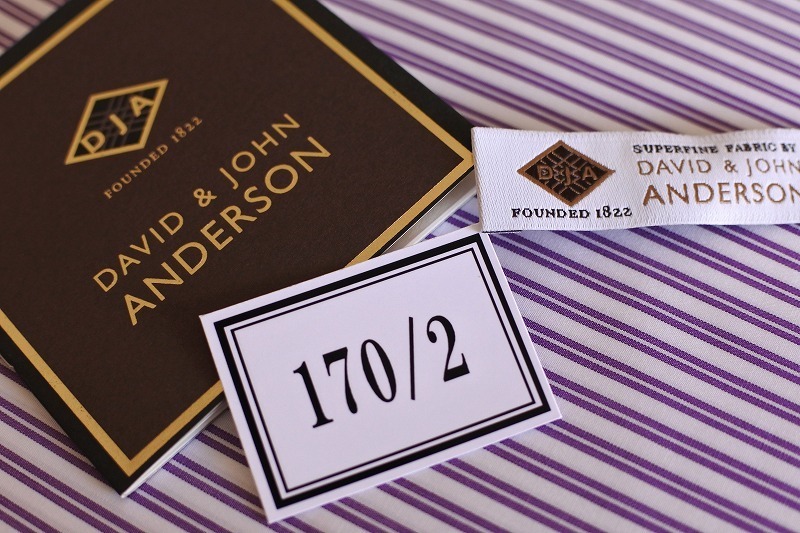 DJA
FOUNDED 1822
DAVID & JOHN
ANDERSON
170/2
DJA
FOUNDED 1822
SUPERFINE FABRIC BY
DAVID & JOHN
ANDERSON